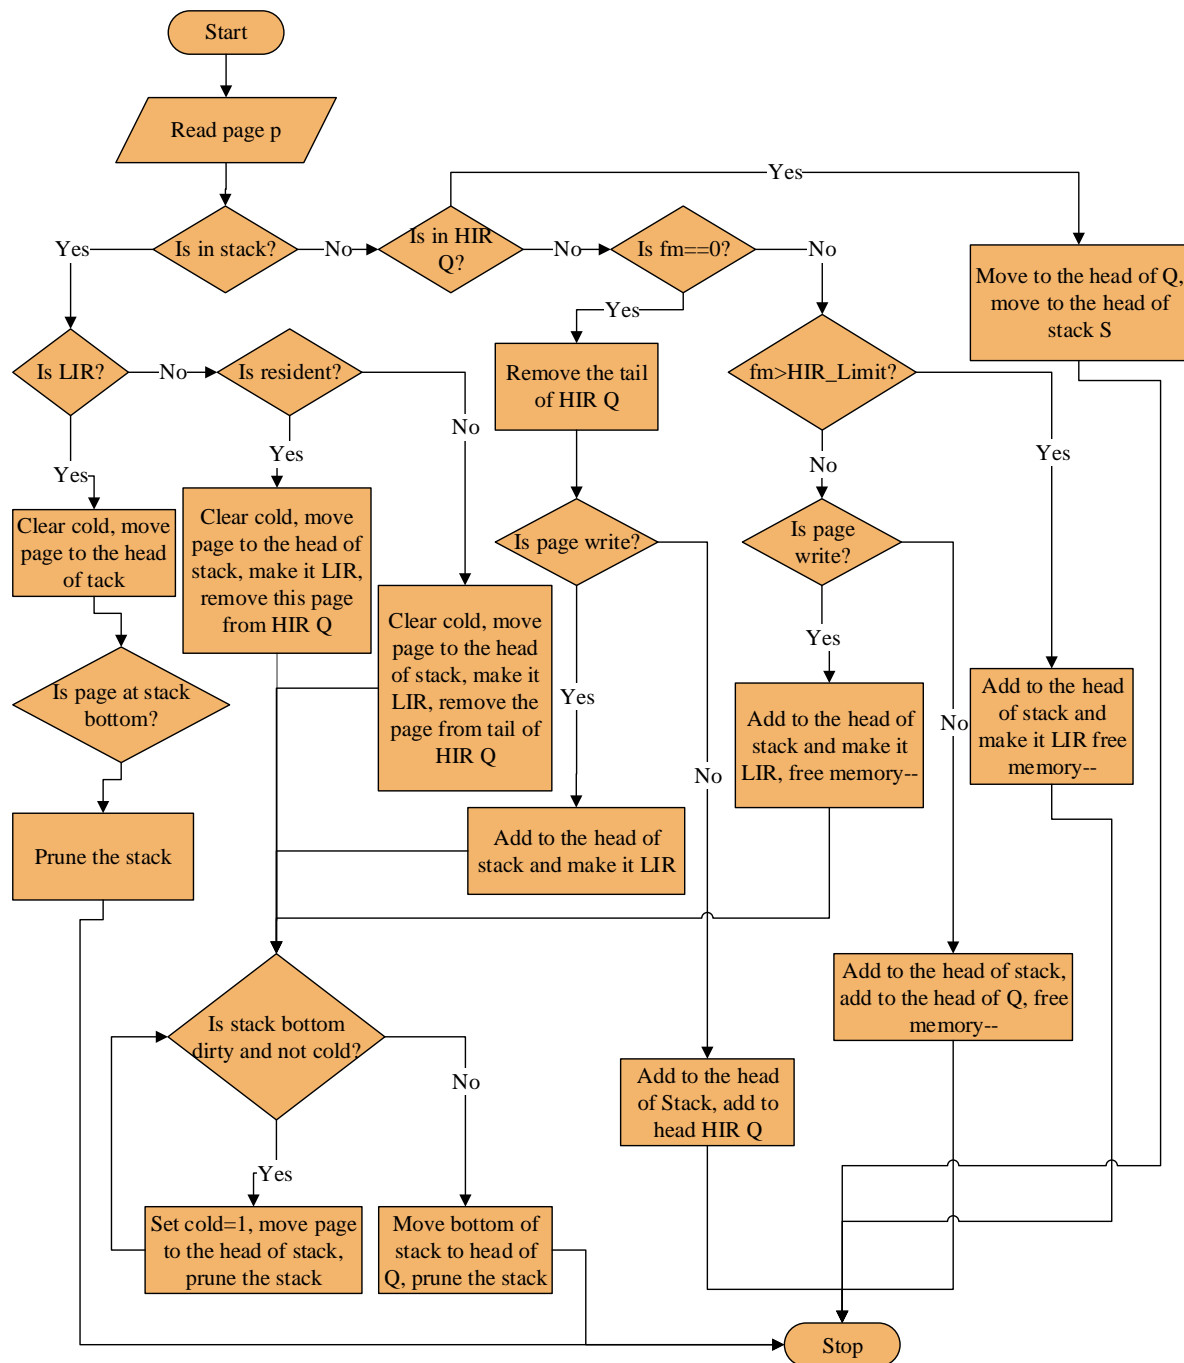 Start
Read page p
Yes
Is in stack?
No
Is in HIR
Q?
No
Is fm==0?
No
Yes
Move to the head of Q,
move to the head of
stack S
Yes
Is LIR?
No
Is resident?
Remove the tail
of HIR Q
fm>HIR_Limit?
No
Yes
Yes
Yes
No
Clear cold, move
page to the head
of tack
Clear cold, move
page to the head of
stack, make it LIR,
remove this page
from HIR Q
Is page write?
Is page
write?
Clear cold, move
page to the head
of stack, make it
LIR, remove the
page from tail of
HIR Q
Yes
Is page at stack
bottom?
Yes
No
Add to the head of
stack and make it
LIR, free memory--
No
Add to the head
of stack and
make it LIR free
memory--
Prune the stack
Add to the head of
stack and make it LIR
Add to the head of stack,
add to the head of Q, free
memory--
Is stack bottom
dirty and not cold?
No
Yes
Add to the head
of Stack, add to
head HIR Q
Set cold=1, move page
to the head of stack,
prune the stack
Move bottom of
stack to head of
Q, prune the stack
Stop